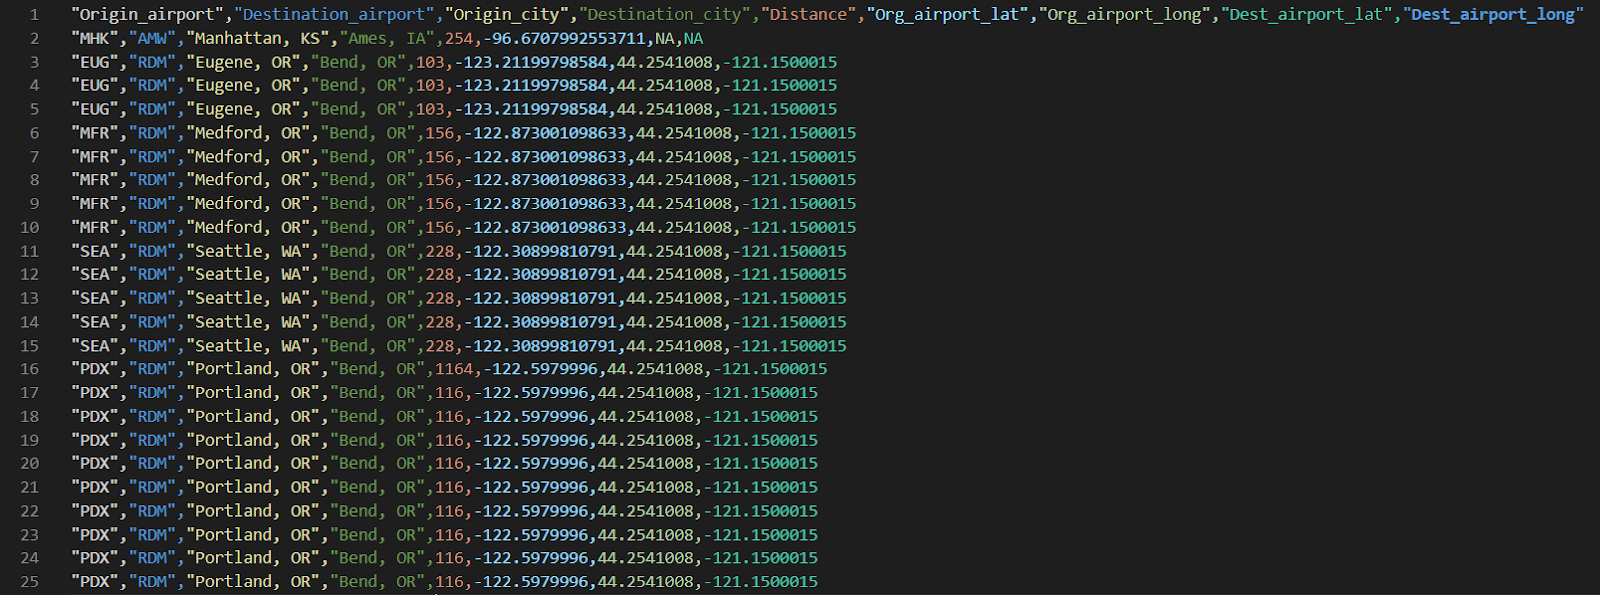 1 "Origin_airport","Destination_airport","Origin_city","Destination_city","Distance","Org_airport_lat","Org_airport_long","Dest_airport_lat","Dest_airport_long"
2 "MHK","AMW","Manhattan, KS","Ames, IA",254,-96.6707992553711,NA,NA
3 "EUG","RDM","Eugene, OR","Bend, OR",103,-123.21199798584,44.2541008,-121.1500015
4 "EUG","RDM","Eugene, OR","Bend, OR",103,-123.21199798584,44.2541008,-121.1500015
5 "EUG","RDM","Eugene, OR","Bend, OR",103,-123.21199798584,44.2541008,-121.1500015
6 "MFR","RDM","Medford, OR","Bend, OR",156,-122.873001098633,44.2541008,-121.1500015
7 "MFR","RDM","Medford, OR","Bend, OR",156,-122.873001098633,44.2541008,-121.1500015
8 "MFR","RDM","Medford, OR","Bend, OR",156,-122.873001098633,44.2541008,-121.1500015
9 "MFR","RDM","Medford, OR","Bend, OR",156,-122.873001098633,44.2541008,-121.1500015
10 "MFR","RDM","Medford, OR","Bend, OR",156,-122.873001098633,44.2541008,-121.1500015
11 "SEA","RDM","Seattle, WA","Bend, OR",228,-122.30899810791,44.2541008,-121.1500015
12 "SEA","RDM","Seattle, WA","Bend, OR",228,-122.30899810791,44.2541008,-121.1500015
13 "SEA","RDM","Seattle, WA","Bend, OR",228,-122.30899810791,44.2541008,-121.1500015
14 "SEA","RDM","Seattle, WA","Bend, OR",228,-122.30899810791,44.2541008,-121.1500015
15 "SEA","RDM","Seattle, WA","Bend, OR",228,-122.30899810791,44.2541008,-121.1500015
16 "PDX","RDM","Portland, OR","Bend, OR",1164,-122.5979996,44.2541008,-121.1500015
17 "PDX","RDM","Portland, OR","Bend, OR",116,-122.5979996,44.2541008,-121.1500015
18 "PDX","RDM","Portland, OR","Bend, OR",116,-122.5979996,44.2541008,-121.1500015
19 "PDX","RDM","Portland, OR","Bend, OR",116,-122.5979996,44.2541008,-121.1500015
20 "PDX","RDM","Portland, OR","Bend, OR",116,-122.5979996,44.2541008,-121.1500015
21 "PDX","RDM","Portland, OR","Bend, OR",116,-122.5979996,44.2541008,-121.1500015
22 "PDX","RDM","Portland, OR","Bend, OR",116,-122.5979996,44.2541008,-121.1500015
23 "PDX","RDM","Portland, OR","Bend, OR",116,-122.5979996,44.2541008,-121.1500015
24 "PDX","RDM","Portland, OR","Bend, OR",116,-122.5979996,44.2541008,-121.1500015
25 "PDX","RDM","Portland, OR","Bend, OR",116,-122.5979996,44.2541008,-121.1500015